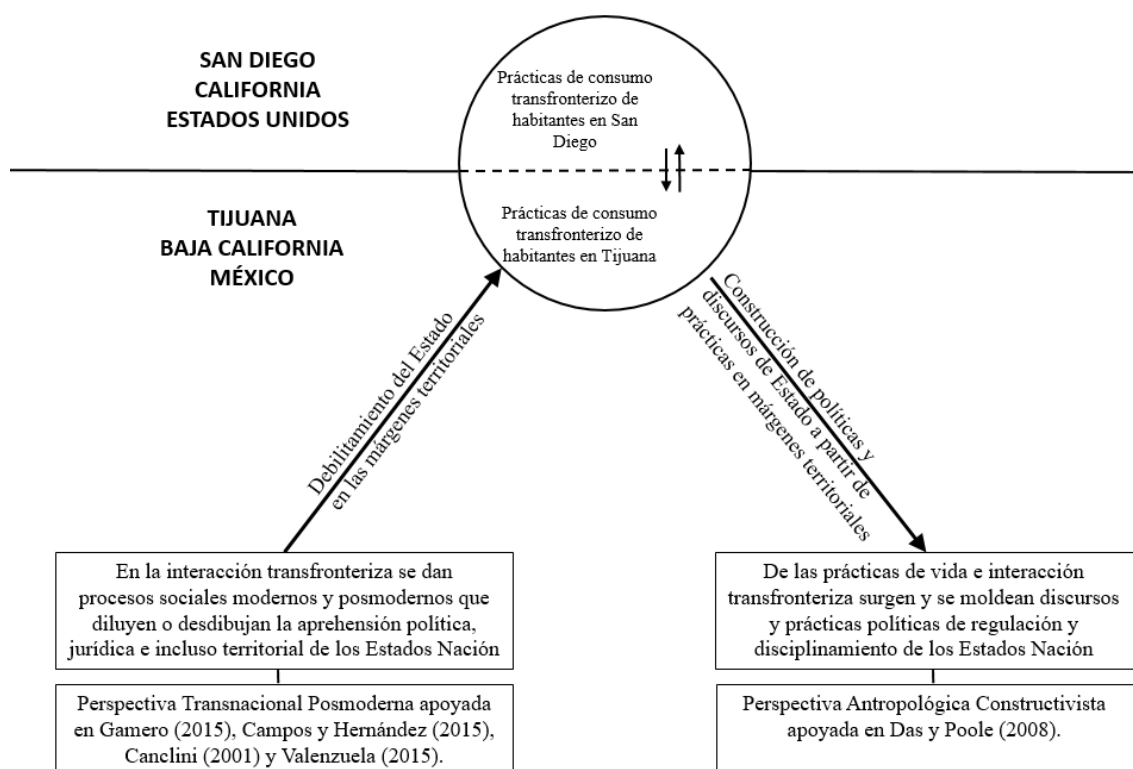 SAN DIEGO
CALIFORNIA
ESTADOS UNIDOS
Prácticas de consumo
transfronterizo de
habitantes en San
Diego
TIJUANA
BAJA CALIFORNIA
MÉXICO
Prácticas de consumo
transfronterizo de
habitantes en Tijuana
Debilitamiento del Estado
en las márgenes territoriales
Construcción de políticas y
discursos de Estado a partir de
prácticas en márgenes territoriales
En la interacción transfronteriza se dan
procesos sociales modernos y posmodernos que
diluyen o desdibujan la aprehensión política,
jurídica e incluso territorial de los Estados Nación
Perspectiva Transnacional Posmoderna apoyada
en Gamero (2015), Campos y Hernández (2015),
Canclini (2001) y Valenzuela (2015).
De las prácticas de vida e interacción
transfronteriza surgen y se moldean discursos
y prácticas políticas de regulación y
disciplinamiento de los Estados Nación
Perspectiva Antropológica Constructivista
apoyada en Das y Poole (2008).